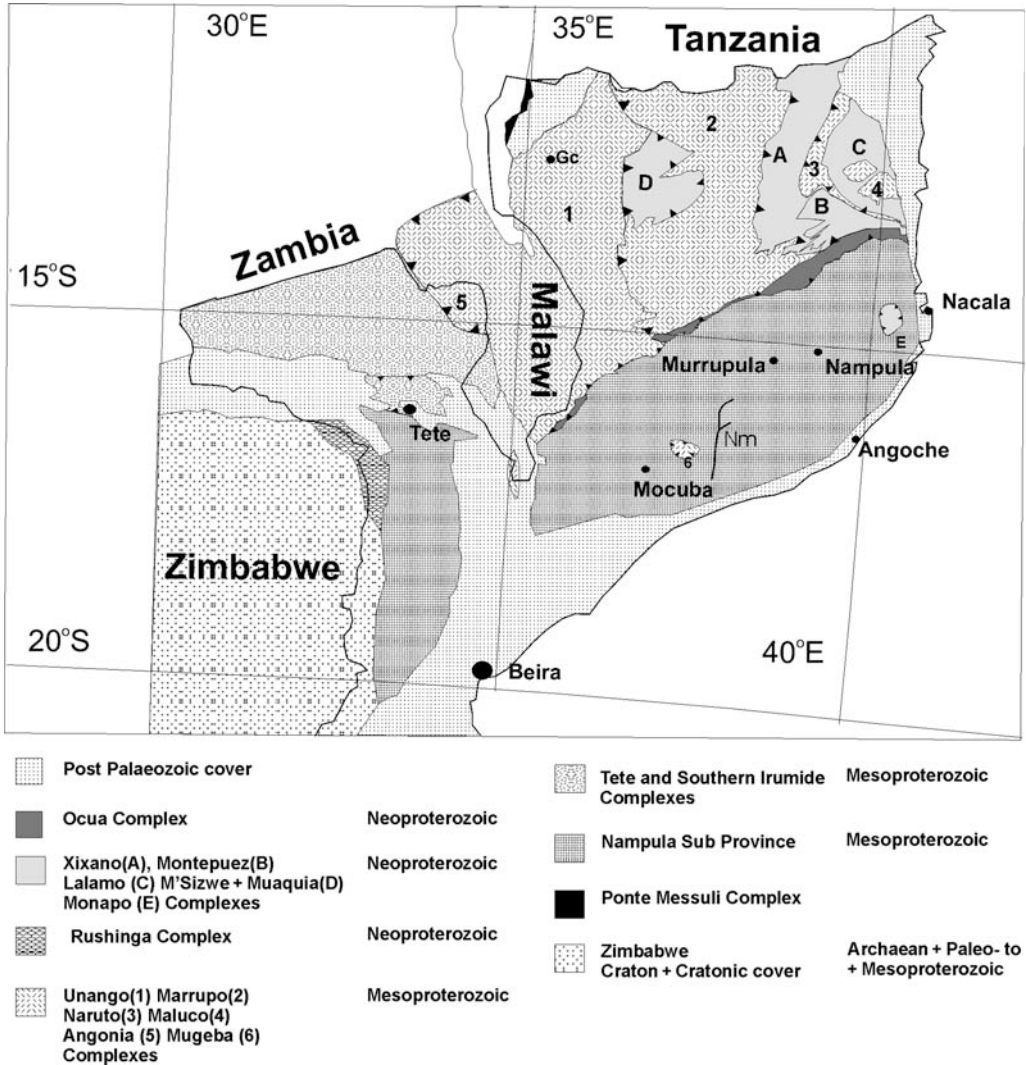 30°E
35°E
Tanzania
2
A
3
C
4
B
Gc
D
1
Zambia
15°S
5
Malawi
Nacala
E
Murrupula
Nampula
Tete
Nm
6
Angoche
Mocuba
Zimbabwe
20°S
40°E
Beira
Post Palaeozoic cover
Ocua Complex Neoproterozoic
Xixano(A), Montepuez(B) Neoproterozoic
Lalamo (C) M'Sizwe + Muaquia(D)
Monapo (E) Complexes
Rushinga Complex Neoproterozoic
Unango(1) Marrupo(2) Mesoproterozoic
Naruto(3) Maluco(4)
Angonia (5) Mugeba (6)
Complexes
Tete and Southern Irumide Mesoproterozoic
Complexes
Nampula Sub Province Mesoproterozoic
Ponte Messuli Complex
Zimbabwe Archaean + Paleo- to
Craton + Cratonic cover + Mesoproterozoic